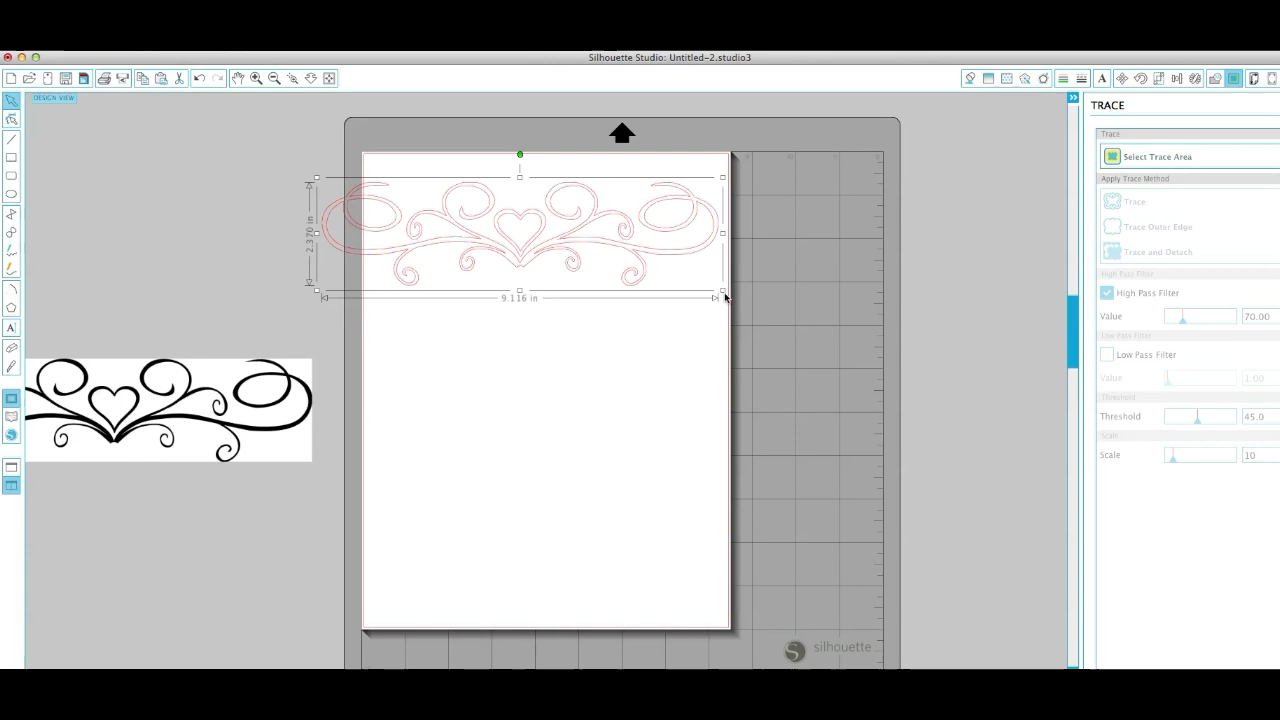 Silhouette Studio: Untitled-2.studio3
DESIGN VIEW
TRACE
Trace
Select Trace Area
Apply Trace Method
Trace
Trace Outer Edge
Trace and Detach
High Pass Filter
High Pass Filter
Value 70.00
Low Pass Filter
Low Pass Filter
Value 1.00
Threshold
Threshold 45.0
Scale
Scale 10
2.370 in
9.116 in
silhouette